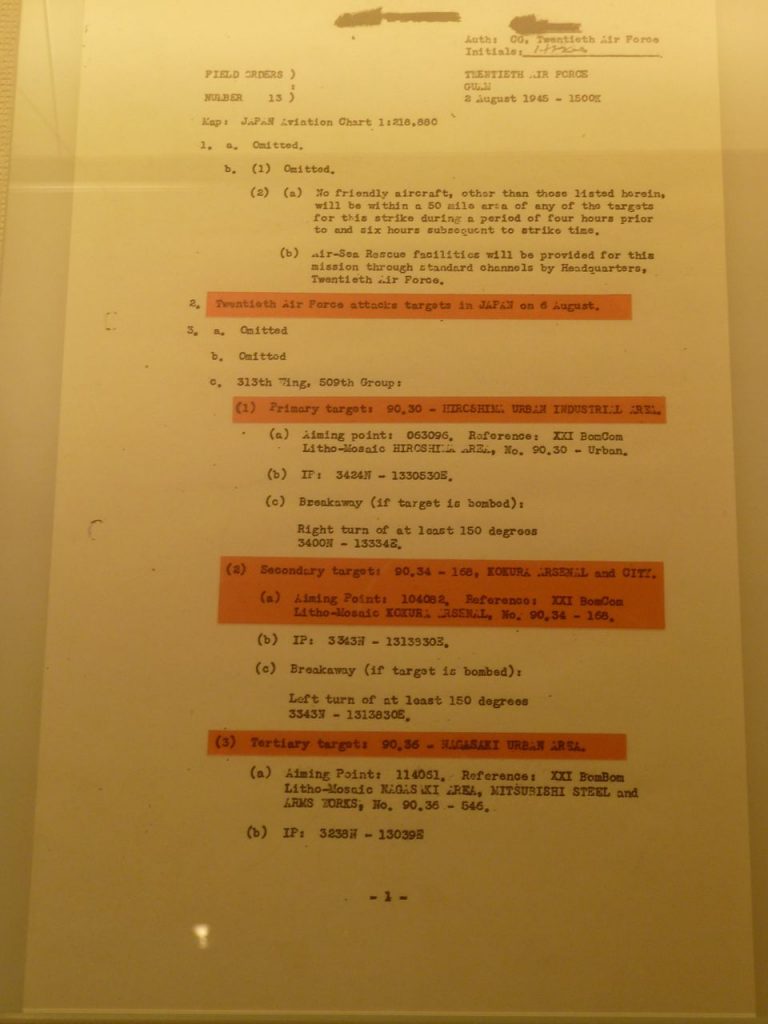 Auth: CG, Twentieth Air Force
Initials:
FIELD ORDERS )
:
NUMBER 13 )
TWENTIETH AIR FORCE
GUAM
2 August 1945 - 1500K
Map: JAPAN Aviation Chart 1:218,880
1. a. Omitted.
b. (1) Omitted.
(2) (a) No friendly aircraft, other than those listed herein,
will be within a 50 mile area of any of the targets
for this strike during a period of four hours prior
to and six hours subsequent to strike time.
(b) Air-Sea Rescue facilities will be provided for this
mission through standard channels by Headquarters,
Twentieth Air Force.
2. Twentieth Air Force attacks targets in JAPAN on 6 August.
3. a. Omitted
b. Omitted
c. 313th Wing, 509th Group:
(1) Primary target: 90.30 - HIROSHIMA URBAN INDUSTRIAL AREA.
(a) Aiming point: 063096. Reference: XXI BomCom
Litho-Mosaic HIROSHIMA AREA, No. 90.30 - Urban.
(b) IP: 3424N - 1330530E.
(c) Breakaway (if target is bombed):
Right turn of at least 150 degrees
3400N - 13334E.
(2) Secondary target: 90.34 - 168, KOKURA ARSENAL and CITY.
(a) Aiming Point: 104082. Reference: XXI BomCom
Litho-Mosaic KOKURA ARSENAL, No. 90.34 - 168.
(b) IP: 3343N - 1313830E.
(c) Breakaway (if target is bombed):
Left turn of at least 150 degrees
3343N - 1313830E.
(3) Tertiary target: 90.36 - NAGASAKI URBAN AREA.
(a) Aiming Point: 114061. Reference: XXI BomBom
Litho-Mosaic NAGASAKI AREA, MITSUBISHI STEEL and
ARMS WORKS, No. 90.36 - 546.
(b) IP: 3238N - 13039E
- 1 -